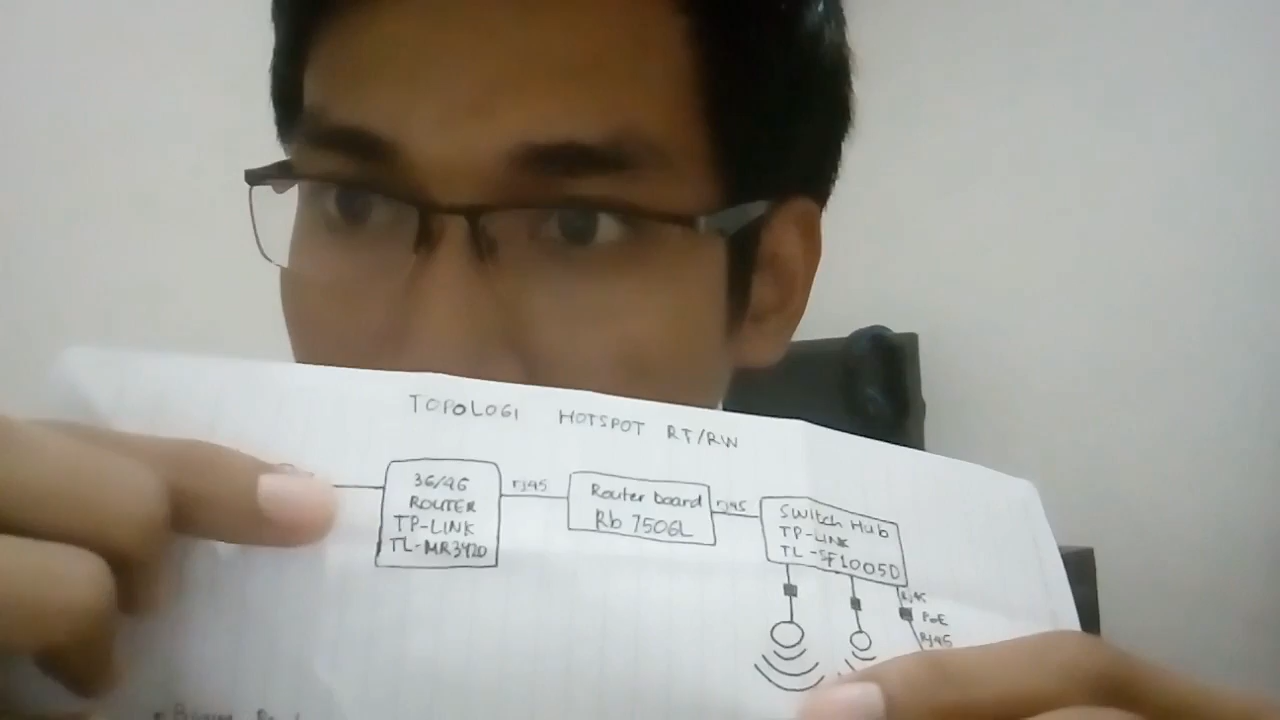 TOPOLOGI HOTSPOT RT/RW
3G/4G
ROUTER
TP-LINK
TL-MR3420
rj45
Router board
Rb 750GL
rj45
Switch Hub
TP-LINK
TL-SF1005D
Rj45
PoE
Rj45